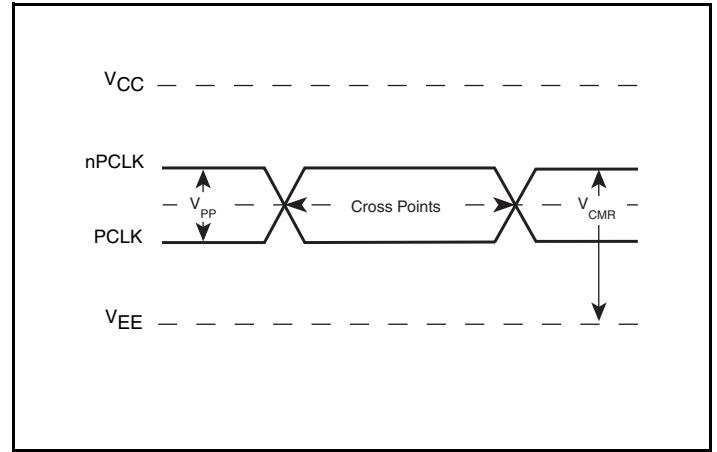 VCC
nPCLK
VPP
Cross Points
VCMR
PCLK
VEE